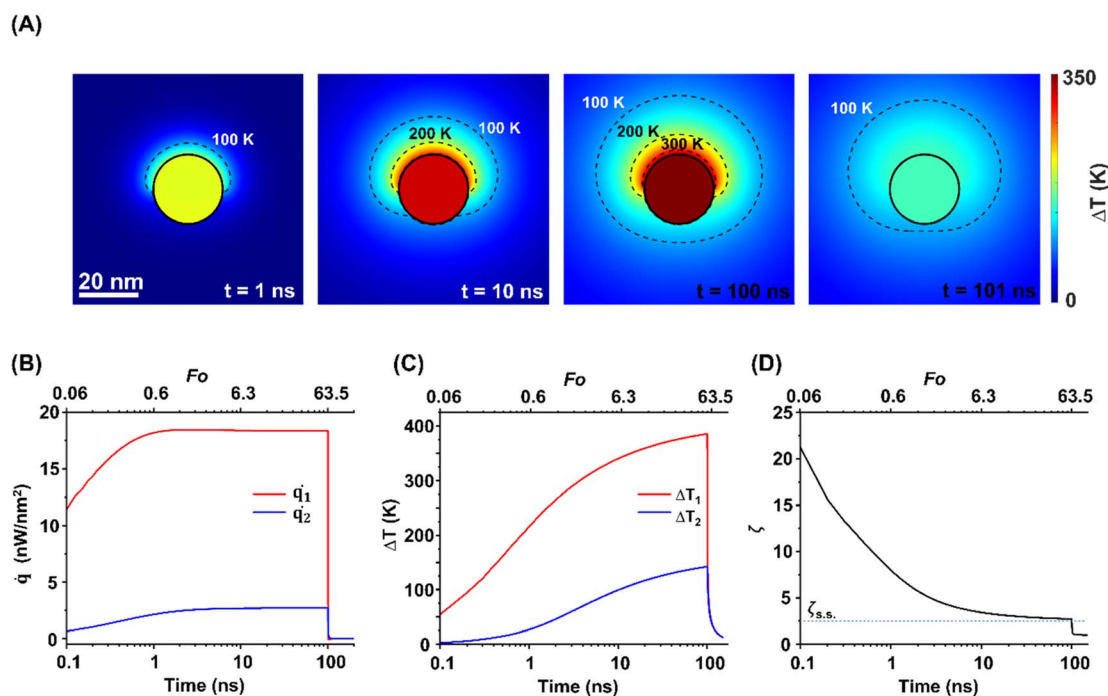 (A)
100 K
20 nm
t = 1 ns
200 K
100 K
t = 10 ns
100 K
200 K
300 K
t = 100 ns
100 K
t = 101 ns
350
ΔT (K)
0
(B)
Fo
0.06 0.6 6.3 63.5
20
15
10
5
0
q̇ (nW/nm²)
q̇₁
q̇₂
0.1 1 10 100
Time (ns)
(C)
Fo
0.06 0.6 6.3 63.5
400
300
200
100
0
ΔT (K)
ΔT₁
ΔT₂
0.1 1 10 100
Time (ns)
(D)
Fo
0.06 0.6 6.3 63.5
25
20
15
10
5
0
ζ
ζs.s.
0.1 1 10 100
Time (ns)